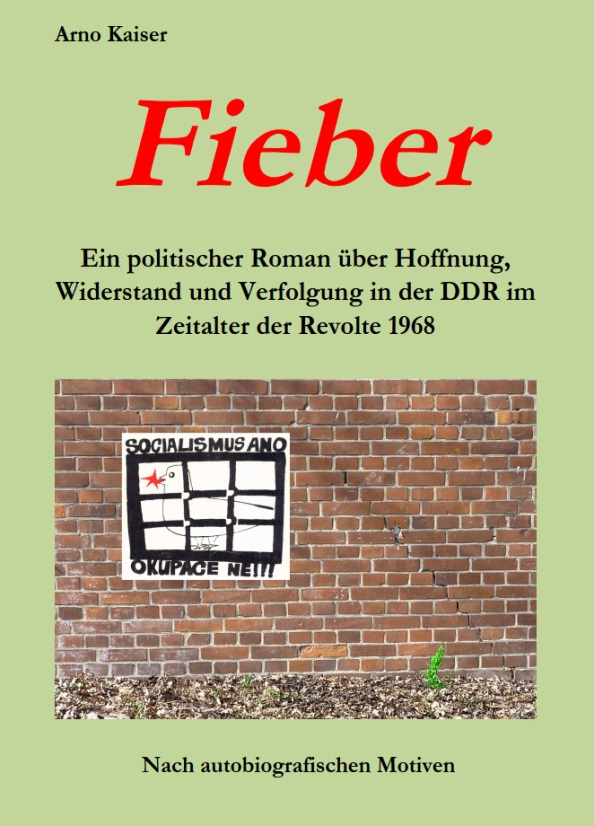 Arno Kaiser
Fieber
Ein politischer Roman über Hoffnung,
Widerstand und Verfolgung in der DDR im
Zeitalter der Revolte 1968
SOCIALISMUS ANO
OKUPACE NE!!!
Nach autobiografischen Motiven